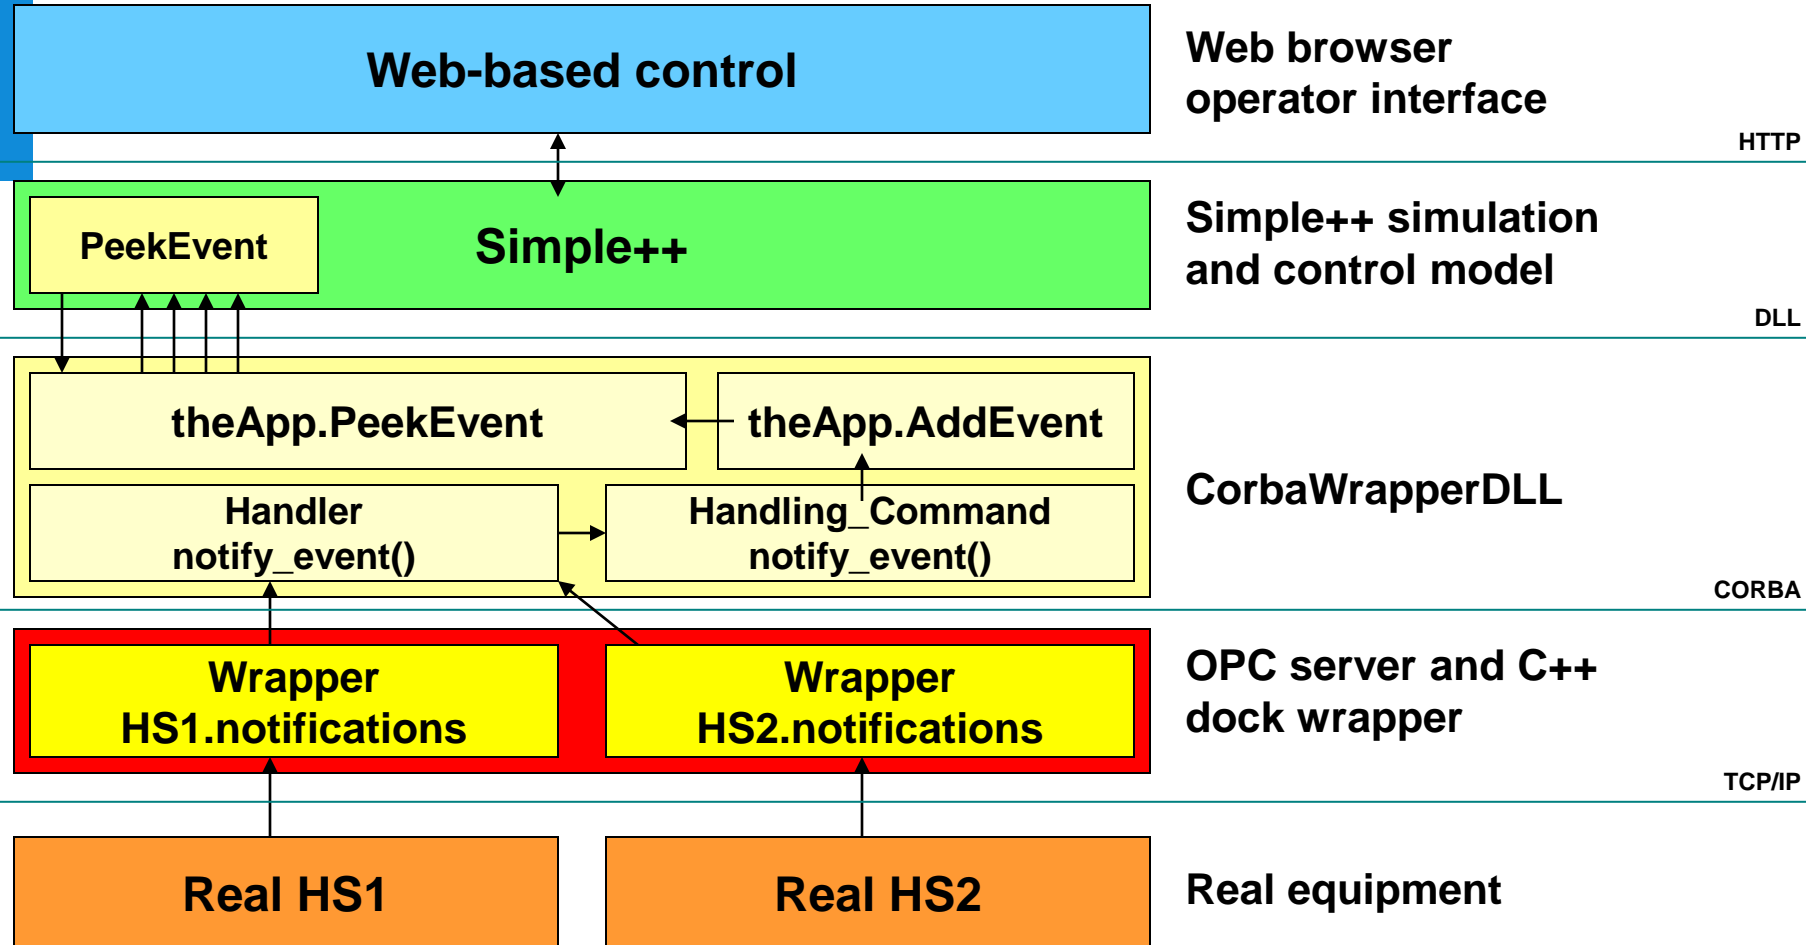 Web-based control
Web browser
operator interface
HTTP
PeekEvent
Simple++
Simple++ simulation
and control model
DLL
theApp.PeekEvent
theApp.AddEvent
Handler
notify_event()
Handling_Command
notify_event()
CorbaWrapperDLL
CORBA
Wrapper
HS1.notifications
Wrapper
HS2.notifications
OPC server and C++
dock wrapper
TCP/IP
Real HS1
Real HS2
Real equipment